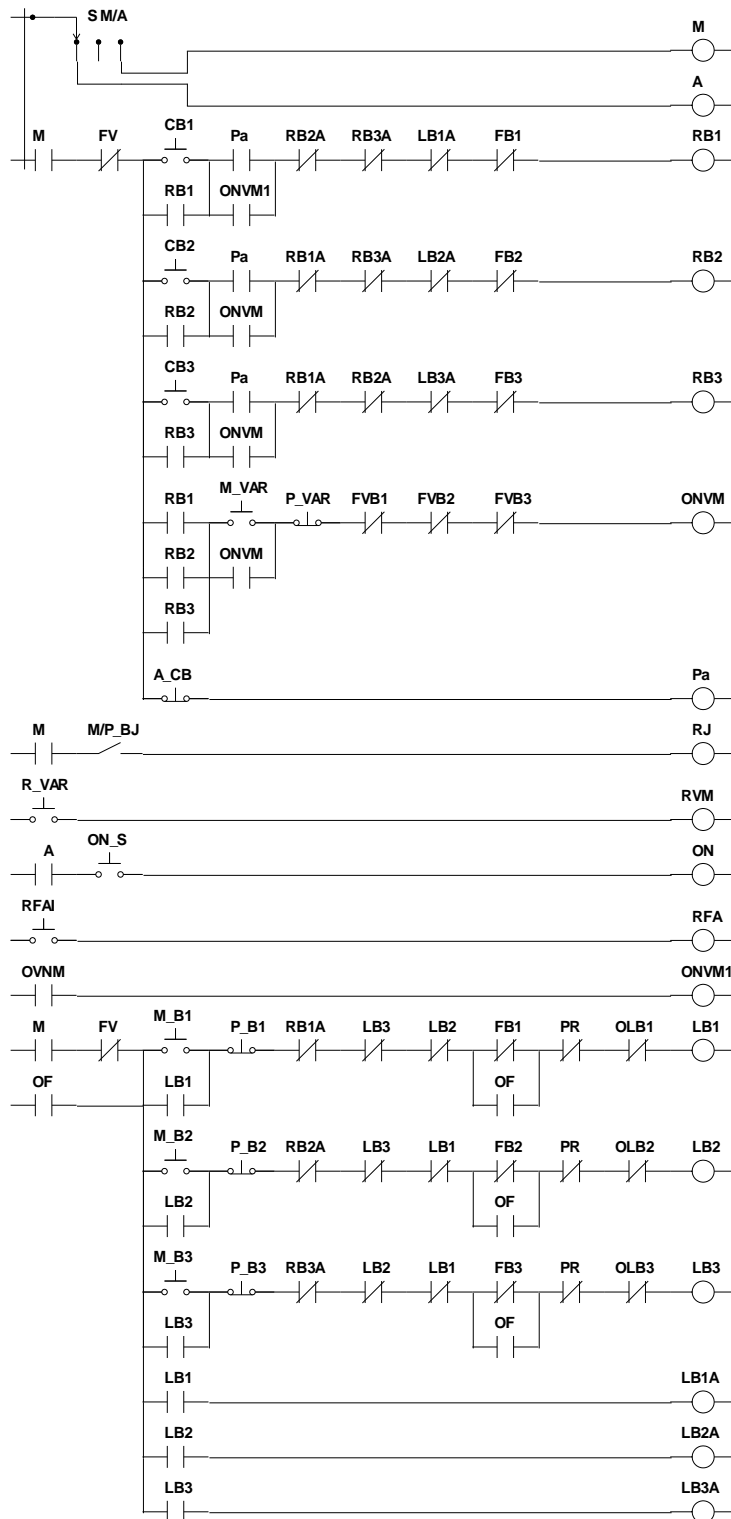 S M/A
M
A
M FV CB1 Pa RB2A RB3A LB1A FB1 RB1
RB1 ONVM1
CB2 Pa RB1A RB3A LB2A FB2 RB2
RB2 ONVM
CB3 Pa RB1A RB2A LB3A FB3 RB3
RB3 ONVM
RB1 M_VAR P_VAR FVB1 FVB2 FVB3 ONVM
RB2 ONVM
RB3
A_CB Pa
M M/P_BJ RJ
R_VAR RVM
A ON_S ON
RFAI RFA
OVNM ONVM1
M FV M_B1 P_B1 RB1A LB3 LB2 FB1 PR OLB1 LB1
OF LB1 OF
M_B2 P_B2 RB2A LB3 LB1 FB2 PR OLB2 LB2
LB2 OF
M_B3 P_B3 RB3A LB2 LB1 FB3 PR OLB3 LB3
LB3 OF
LB1 LB1A
LB2 LB2A
LB3 LB3A